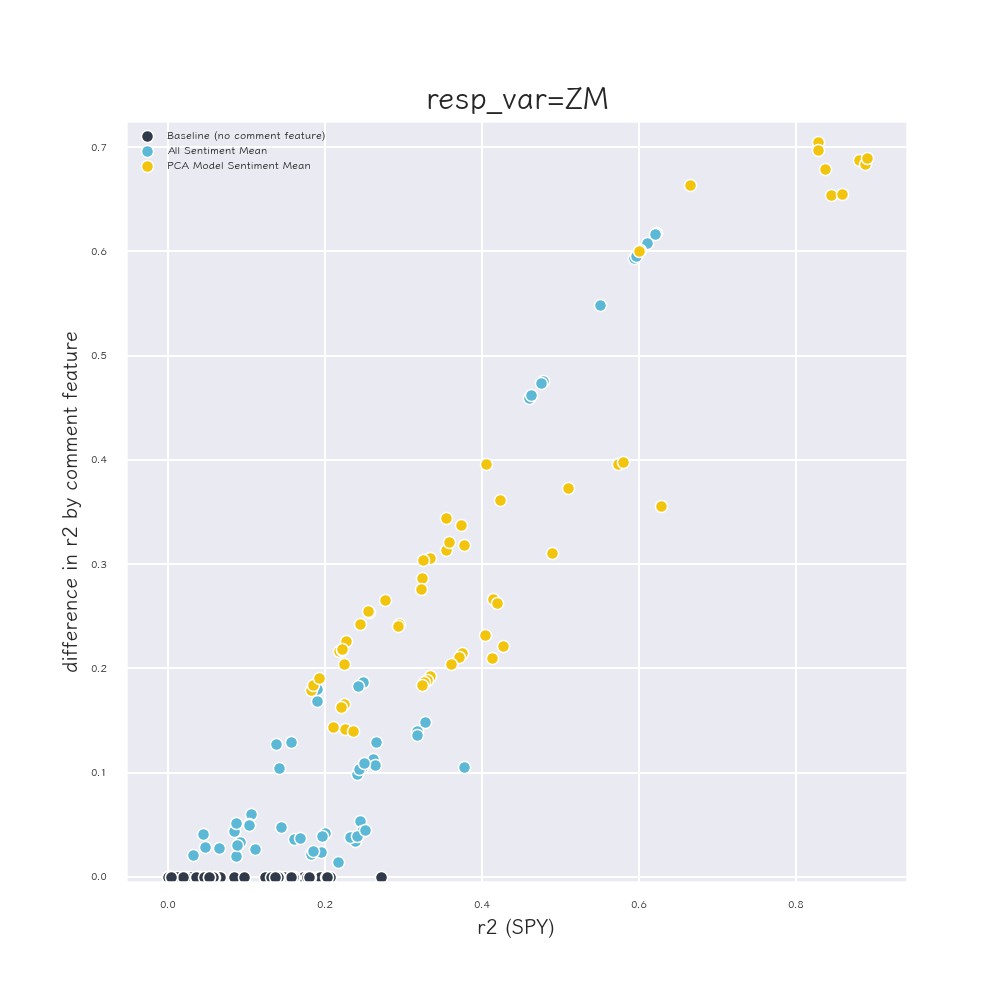 resp_var=ZM
Baseline (no comment feature)
All Sentiment Mean
PCA Model Sentiment Mean
difference in r2 by comment feature
0.7
0.6
0.5
0.4
0.3
0.2
0.1
0.0
0.0 0.2 0.4 0.6 0.8
r2 (SPY)